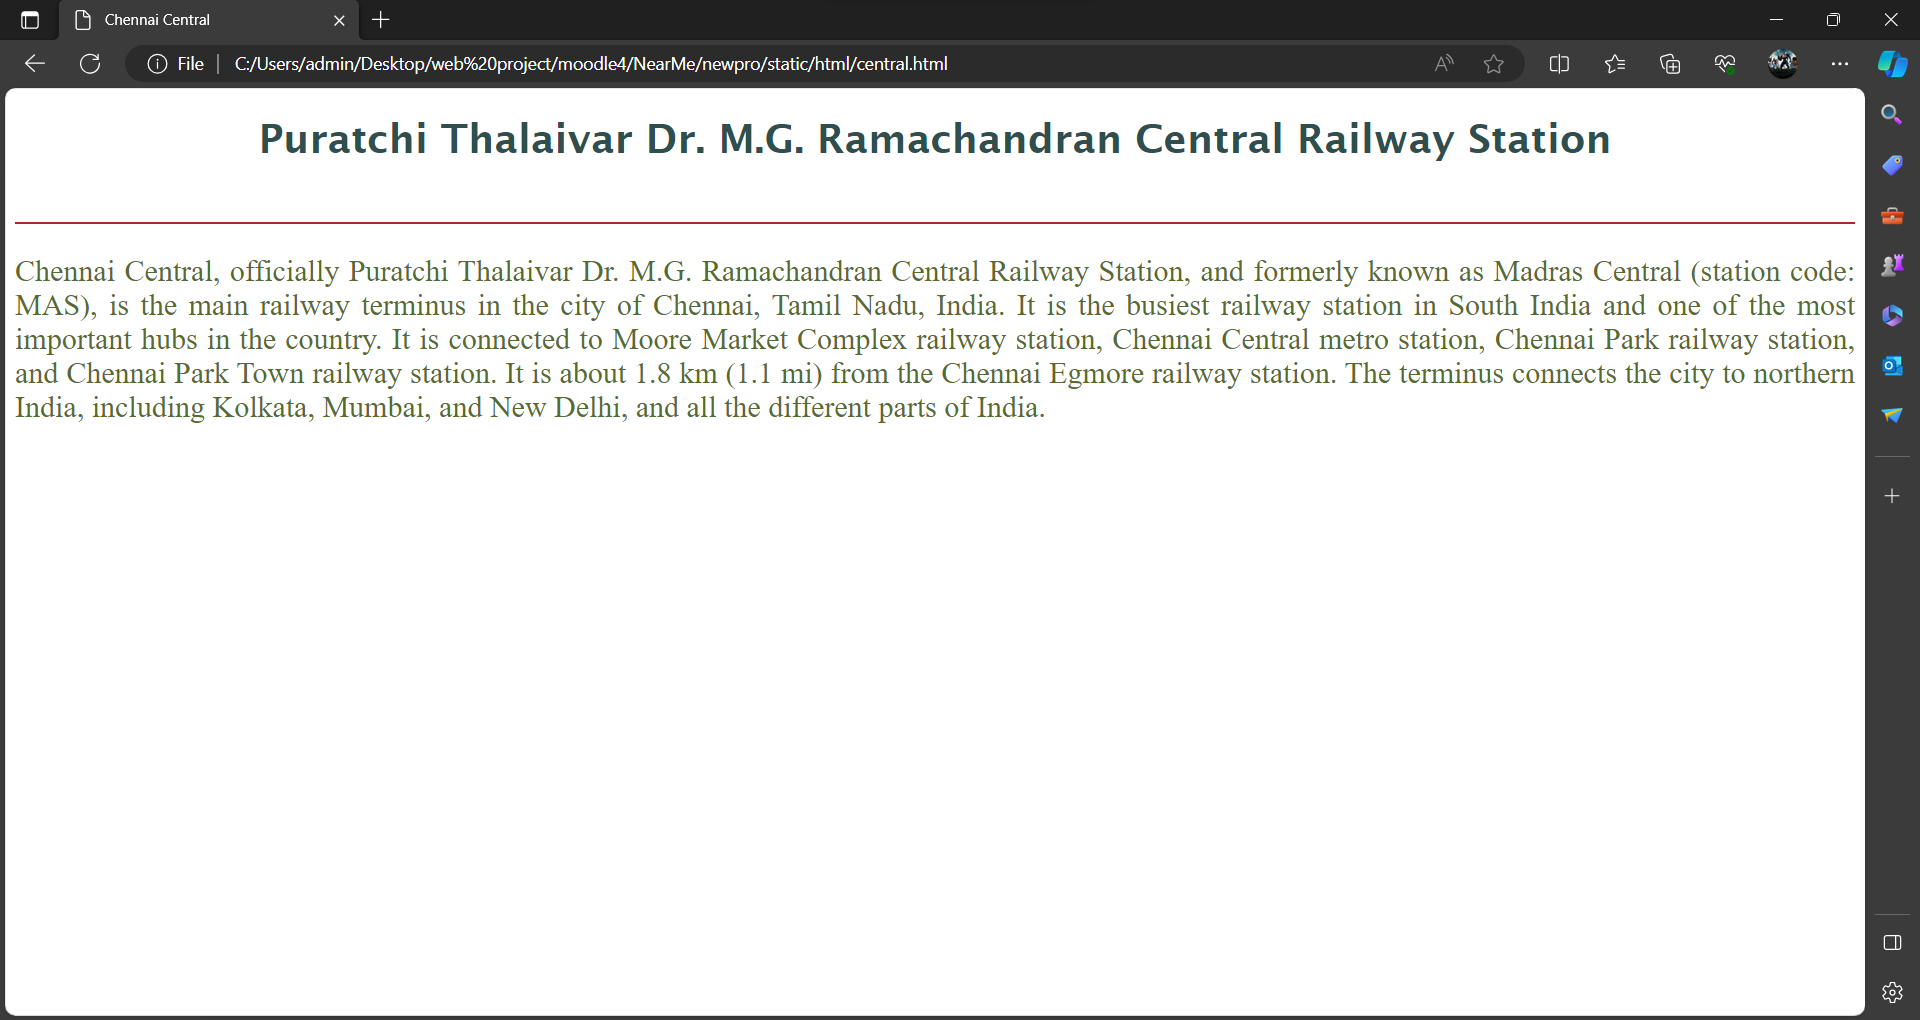 Chennai Central
File
C:/Users/admin/Desktop/web%20project/moodle4/NearMe/newpro/static/html/central.html
Puratchi Thalaivar Dr. M.G. Ramachandran Central Railway Station
Chennai Central, officially Puratchi Thalaivar Dr. M.G. Ramachandran Central Railway Station, and formerly known as Madras Central (station code:
MAS), is the main railway terminus in the city of Chennai, Tamil Nadu, India. It is the busiest railway station in South India and one of the most
important hubs in the country. It is connected to Moore Market Complex railway station, Chennai Central metro station, Chennai Park railway station,
and Chennai Park Town railway station. It is about 1.8 km (1.1 mi) from the Chennai Egmore railway station. The terminus connects the city to northern
India, including Kolkata, Mumbai, and New Delhi, and all the different parts of India.